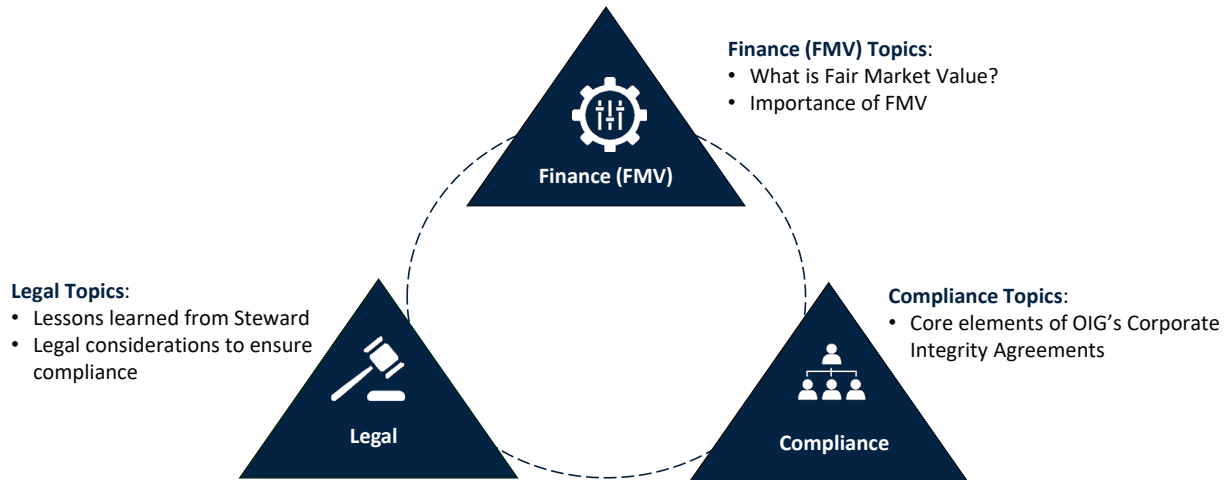 Finance (FMV) Topics:
• What is Fair Market Value?
• Importance of FMV
Finance (FMV)
Legal Topics:
• Lessons learned from Steward
• Legal considerations to ensure
compliance
Legal
Compliance Topics:
• Core elements of OIG’s Corporate
Integrity Agreements
Compliance